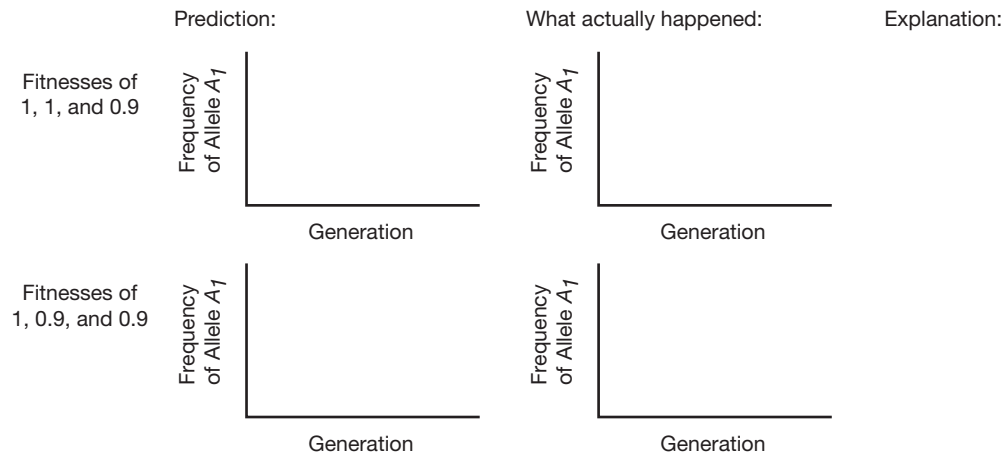 Prediction:
What actually happened:
Explanation:
Fitnesses of
1, 1, and 0.9
Frequency
of Allele A1
Generation
Frequency
of Allele A1
Generation
Fitnesses of
1, 0.9, and 0.9
Frequency
of Allele A1
Generation
Frequency
of Allele A1
Generation